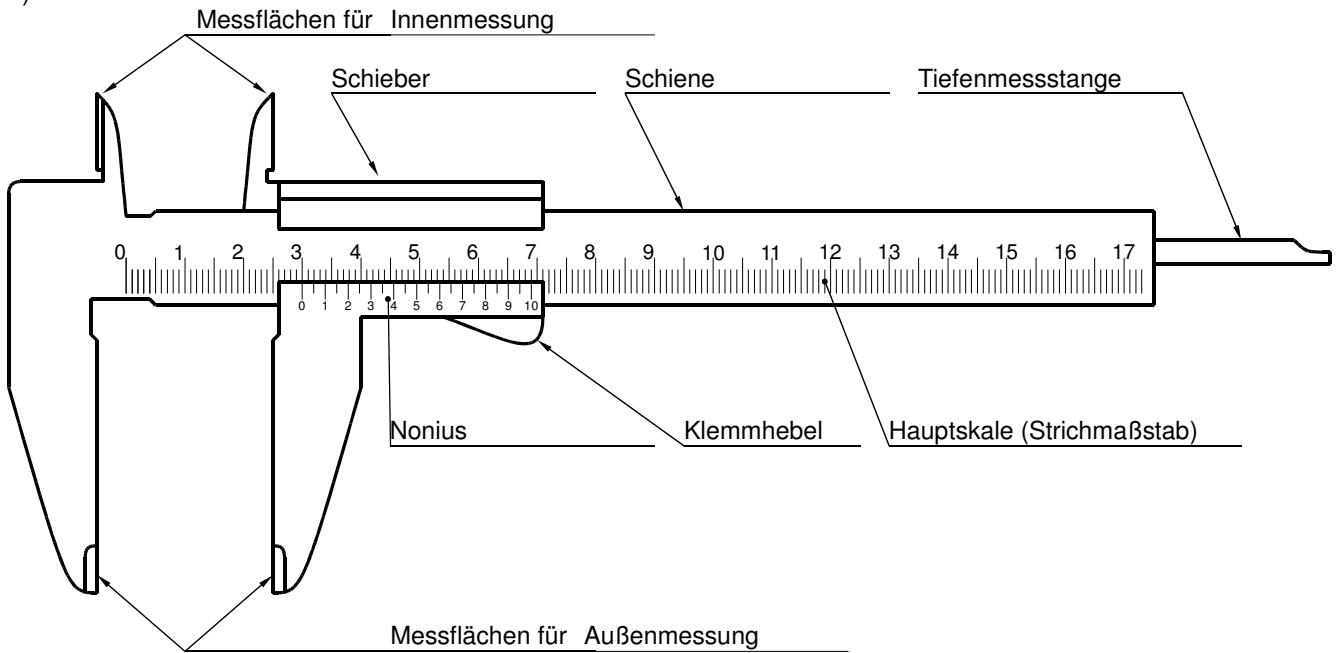 )
Messflächen für Innenmessung
Schieber Schiene Tiefenmessstange
0 1 2 3 4 5 6 7 8 9 10 11 12 13 14 15 16 17
0 1 2 3 4 5 6 7 8 9 10
Nonius Klemmhebel Hauptskale (Strichmaßstab)
Messflächen für Außenmessung